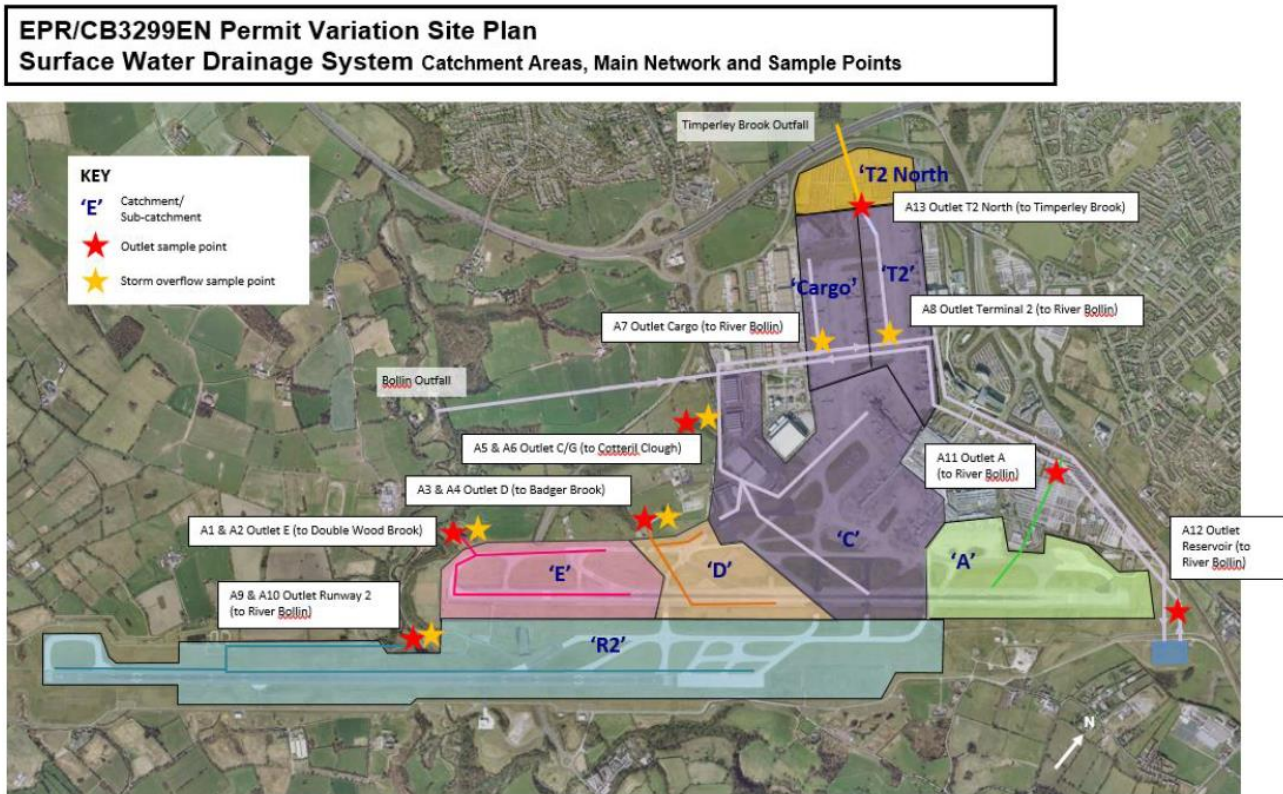 EPR/CB3299EN Permit Variation Site Plan
Surface Water Drainage System Catchment Areas, Main Network and Sample Points
Timperley Brook Outfall
KEY
'E' Catchment/
Sub-catchment
Outlet sample point
Storm overflow sample point
'T2 North
A13 Outlet T2 North (to Timperley Brook)
'Cargo'
'T2'
A7 Outlet Cargo (to River Bollin)
A8 Outlet Terminal 2 (to River Bollin)
Bollin Outfall
A5 & A6 Outlet C/G (to Cotteril Clough)
A11 Outlet A
(to River Bollin)
A3 & A4 Outlet D (to Badger Brook)
A1 & A2 Outlet E (to Double Wood Brook)
A12 Outlet
Reservoir (to
River Bollin)
'C'
'A'
'E'
'D'
A9 & A10 Outlet Runway 2
(to River Bollin)
'R2'
N